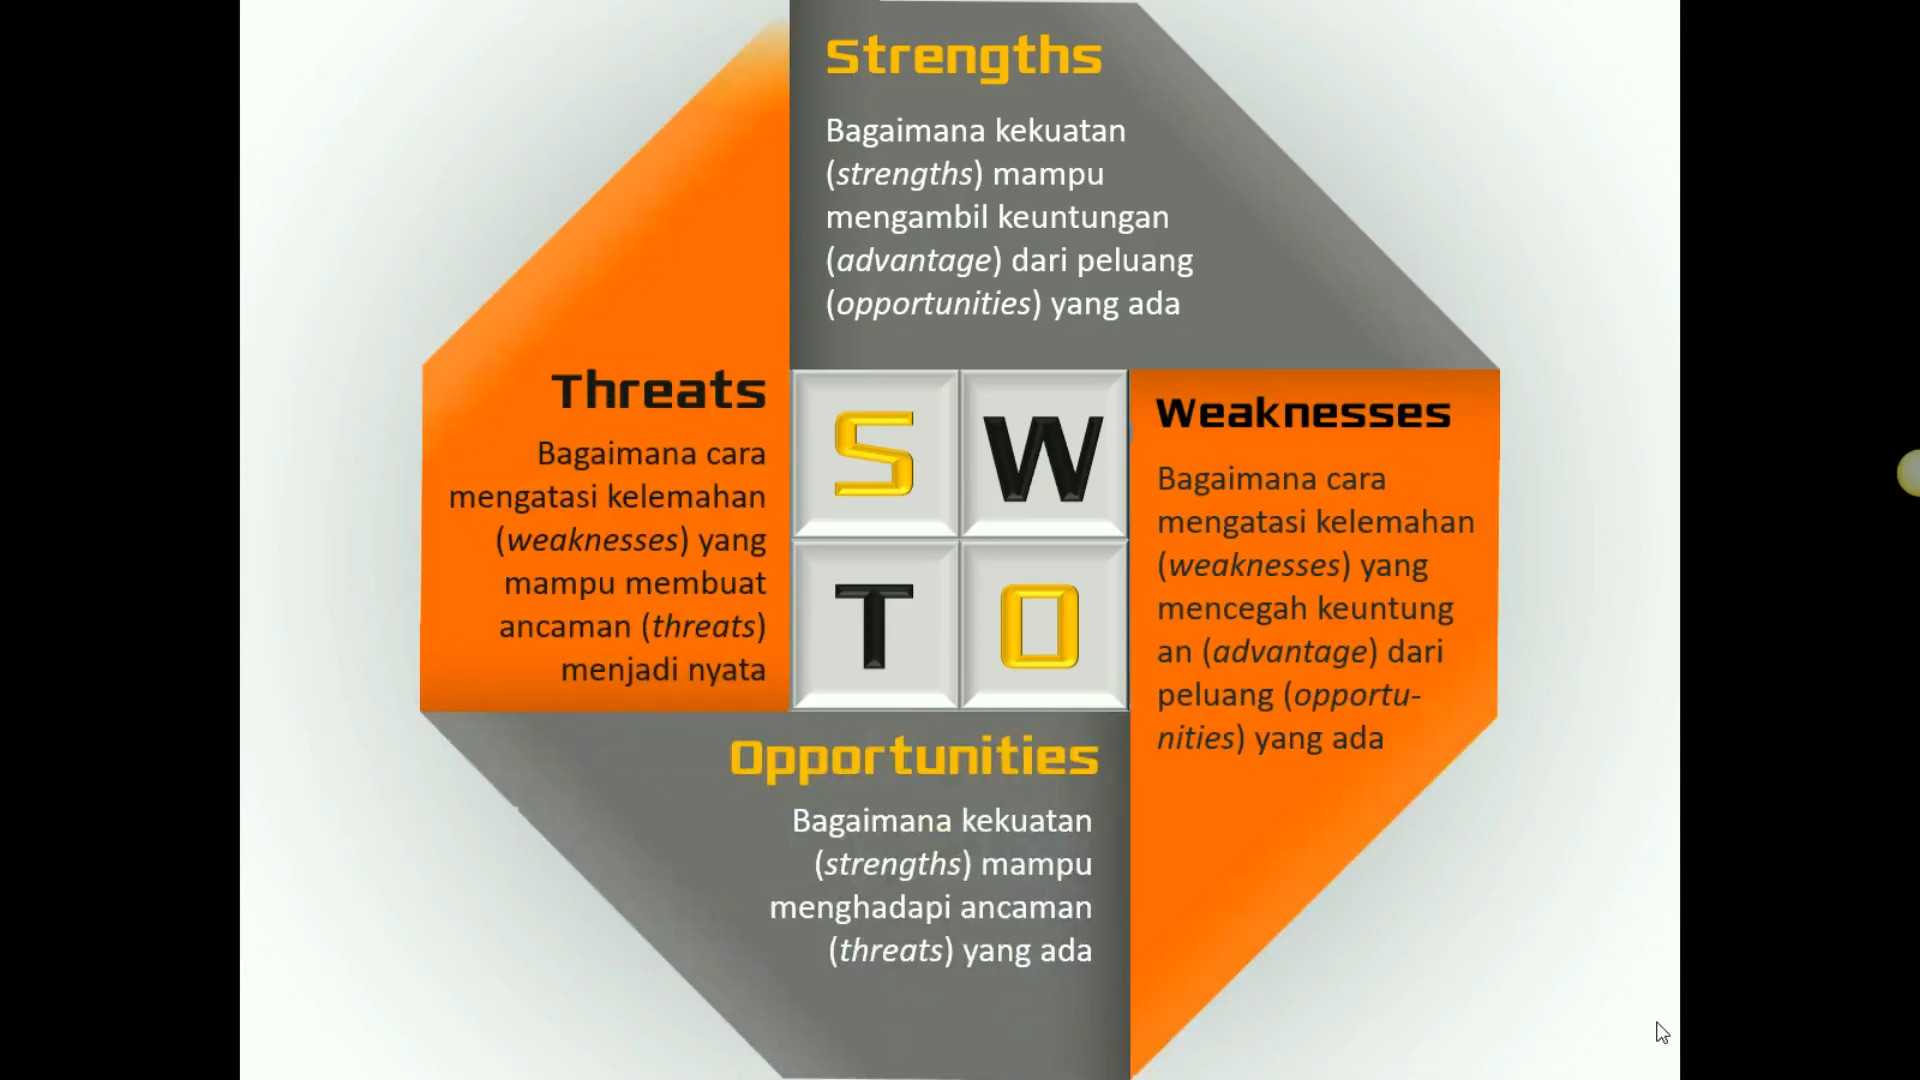 Strengths
Bagaimana kekuatan
(strengths) mampu
mengambil keuntungan
(advantage) dari peluang
(opportunities) yang ada
Threats
Bagaimana cara
mengatasi kelemahan
(weaknesses) yang
mampu membuat
ancaman (threats)
menjadi nyata
S W
T O
Weaknesses
Bagaimana cara
mengatasi kelemahan
(weaknesses) yang
mencegah keuntung
an (advantage) dari
peluang (opportu-
nities) yang ada
Opportunities
Bagaimana kekuatan
(strengths) mampu
menghadapi ancaman
(threats) yang ada